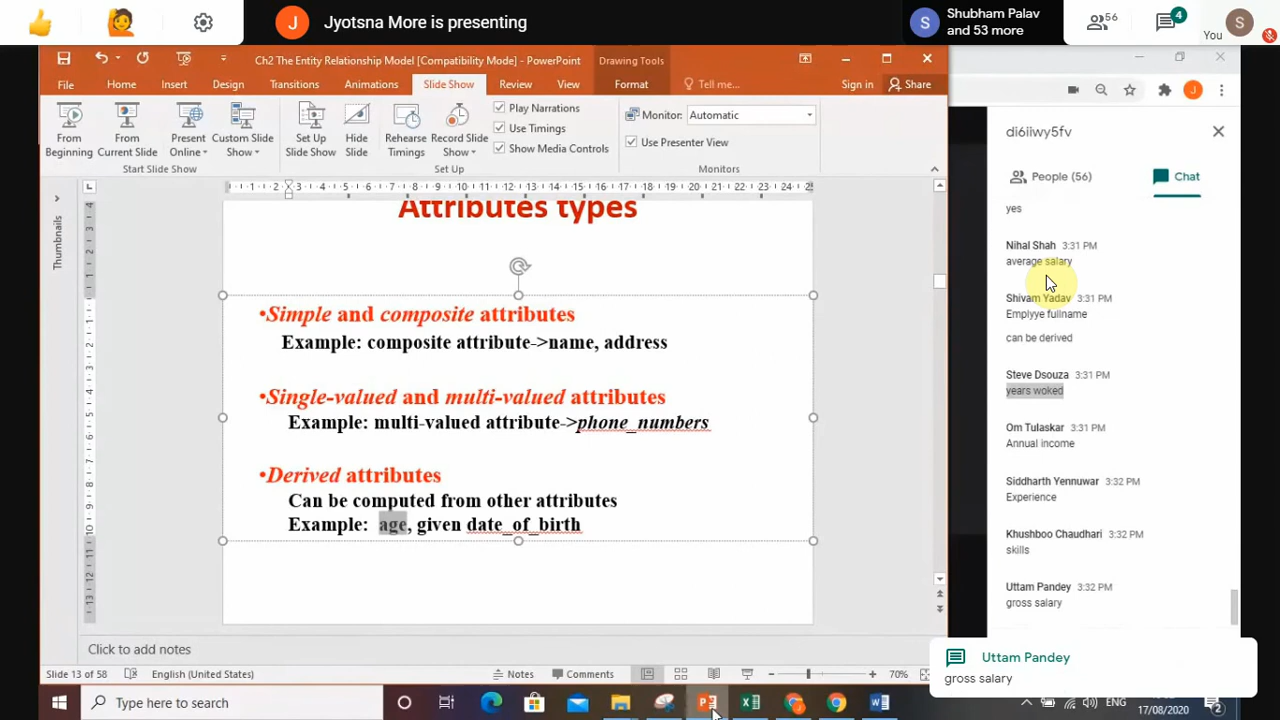 J Jyotsna More is presenting
Shubham Palav
and 53 more
S
56
4
You
S
Ch2 The Entity Relationship Model [Compatibility Mode] - PowerPoint
Drawing Tools
File Home Insert Design Transitions Animations Slide Show Review View Format Tell me... Sign in Share
From Beginning
From Current Slide
Present Online
Custom Slide Show
Start Slide Show
Set Up Slide Show
Hide Slide
Rehearse Timings
Record Slide Show
Play Narrations
Use Timings
Show Media Controls
Set Up
Monitor: Automatic
Use Presenter View
Monitors
Thumbnails
Attributes types
•Simple and composite attributes
Example: composite attribute->name, address
•Single-valued and multi-valued attributes
Example: multi-valued attribute->phone_numbers
•Derived attributes
Can be computed from other attributes
Example: age, given date_of_birth
Click to add notes
Slide 13 of 58 English (United States) Notes Comments 70%
J
di6iiwy5fv
People (56) Chat
yes
Nihal Shah 3:31 PM
average salary
Shivam Yadav 3:31 PM
Emplyye fullname
can be derived
Steve Dsouza 3:31 PM
years woked
Om Tulaskar 3:31 PM
Annual income
Siddharth Yennuwar 3:32 PM
Experience
Khushboo Chaudhari 3:32 PM
skills
Uttam Pandey 3:32 PM
gross salary
Uttam Pandey
gross salary
Type here to search
ENG
17/08/2020
2